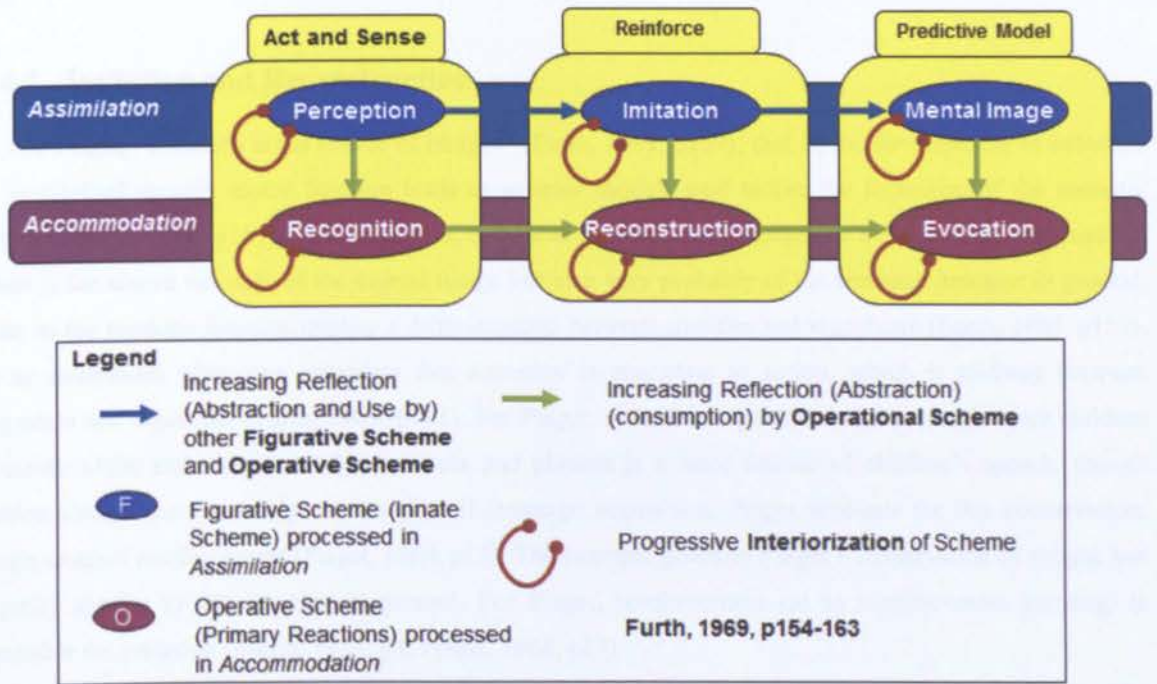 Act and Sense
Reinforce
Predictive Model
Assimilation
Perception
Imitation
Mental Image
Accommodation
Recognition
Reconstruction
Evocation
Legend
Increasing Reflection
(Abstraction and Use by)
other Figurative Scheme
and Operative Scheme
F
Figurative Scheme (Innate
Scheme) processed in
Assimilation
O
Operative Scheme
(Primary Reactions) processed
in Accommodation
Increasing Reflection (Abstraction)
(consumption) by Operational Scheme
Progressive Interiorization of Scheme
Furth, 1969, p154-163